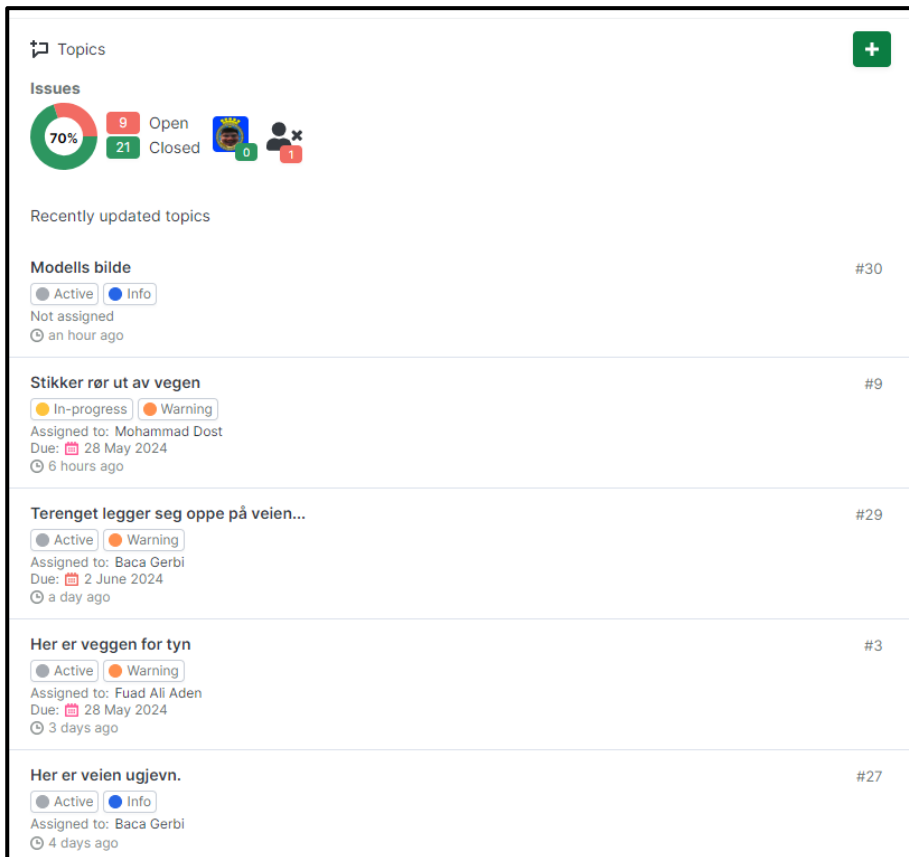 Topics
Issues
70%
9 Open
21 Closed
0
1
Recently updated topics
Modells bilde #30
Active Info
Not assigned
an hour ago
Stikker rør ut av vegen #9
In-progress Warning
Assigned to: Mohammad Dost
Due: 28 May 2024
6 hours ago
Terenget legger seg oppe på veien... #29
Active Warning
Assigned to: Baca Gerbi
Due: 2 June 2024
a day ago
Her er veggen for tyn #3
Active Warning
Assigned to: Fuad Ali Aden
Due: 28 May 2024
3 days ago
Her er veien ugjevn. #27
Active Info
Assigned to: Baca Gerbi
4 days ago